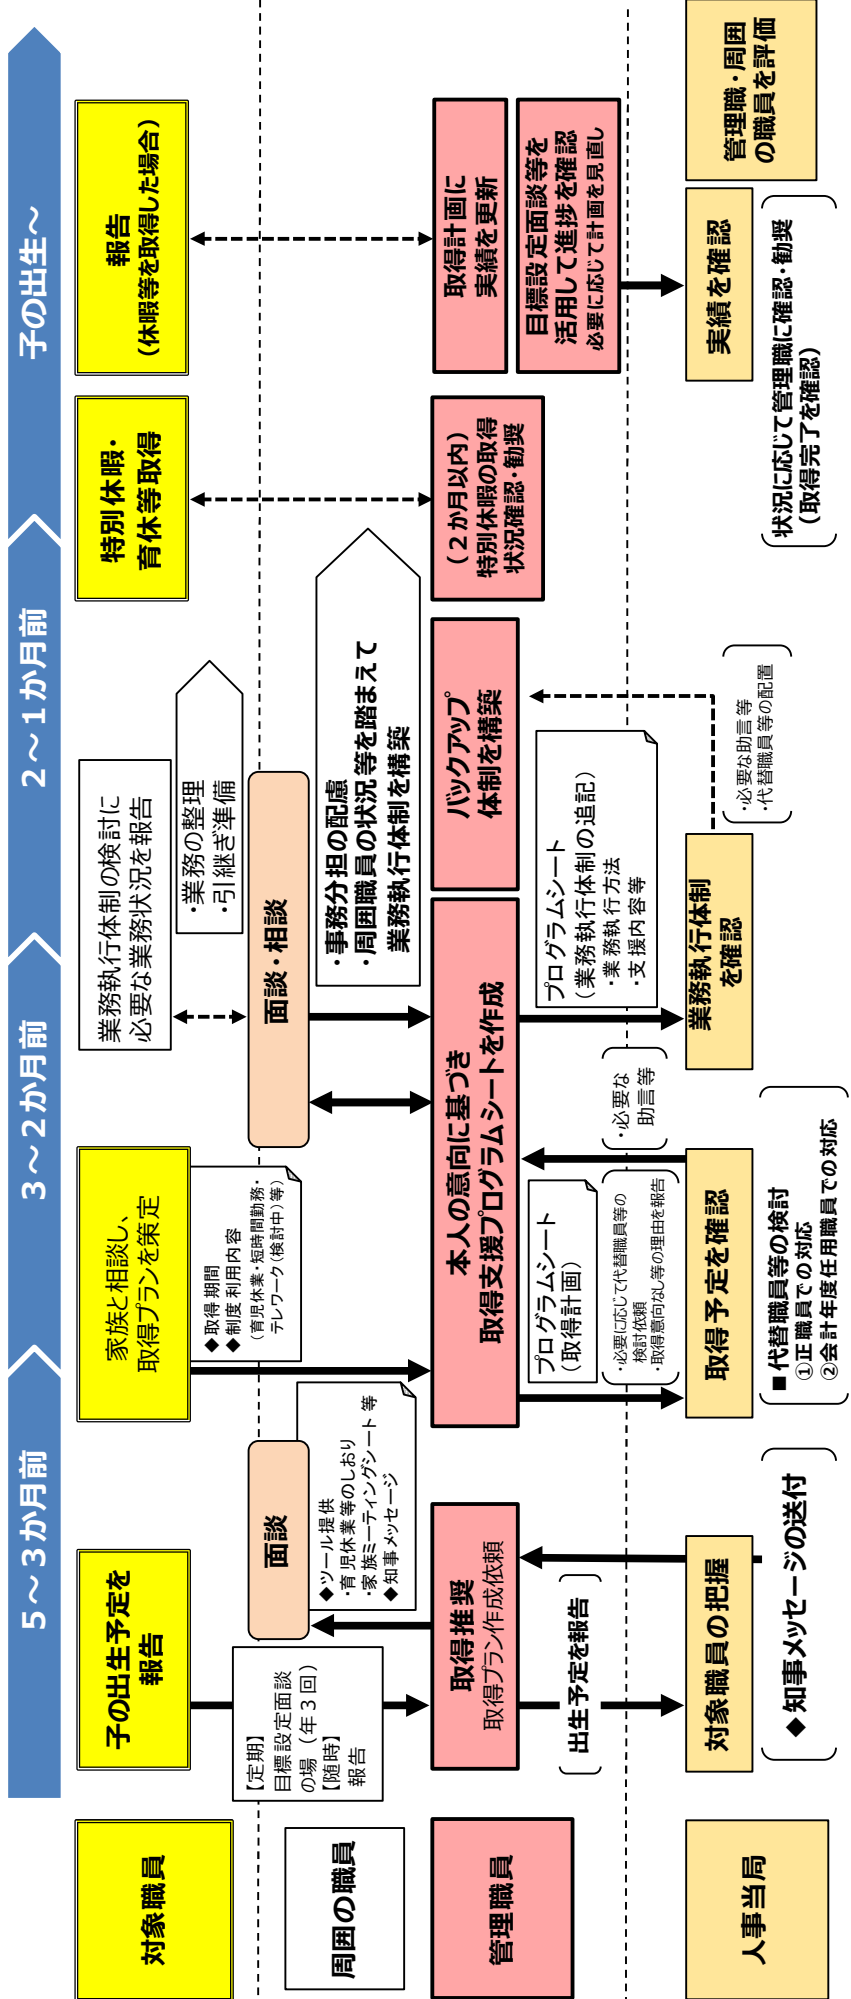 5～3か月前
3～2か月前
2～1か月前
子の出生～
対象職員
子の出生予定を
報告
家族と相談し、
取得プランを策定
業務執行体制の検討に
必要な業務状況を報告
・業務の整理
・引継ぎ準備
特別休暇・
育休等取得
報告
（休暇等を取得した場合）
【定期】
目標設定面談
の場（年３回）
【随時】
報告
◆取得期間
◆制度利用内容
（育児休業・短時間勤務・
テレワーク（検討中）等）
周囲の職員
面談
◆ツール提供
・育児休業等のしおり
・家族ミーティングシート 等
◆知事メッセージ
面談・相談
・事務分担の配慮
・周囲職員の状況等を踏まえて
業務執行体制を構築
管理職員
取得推奨
取得プラン作成依頼
本人の意向に基づき
取得支援プログラムシートを作成
バックアップ
体制を構築
（２か月以内）
特別休暇の取得
状況確認・勧奨
取得計画に
実績を更新
目標設定面談等を
活用して進捗を確認
必要に応じて計画を見直し
出生予定を報告
プログラムシート
（取得計画）
・必要に応じて代替職員等の
検討依頼
・取得意向なし等の理由を報告
・必要な
助言等
プログラムシート
（業務執行体制の追記）
・業務執行方法
・支援内容等
人事当局
対象職員の把握
◆知事メッセージの送付
取得予定を確認
■代替職員等の検討
①正職員での対応
②会計年度任用職員での対応
業務執行体制
を確認
・必要な助言等
・代替職員等の配置
実績を確認
状況に応じて管理職に確認・勧奨
（取得完了を確認）
管理職・周囲
の職員を評価